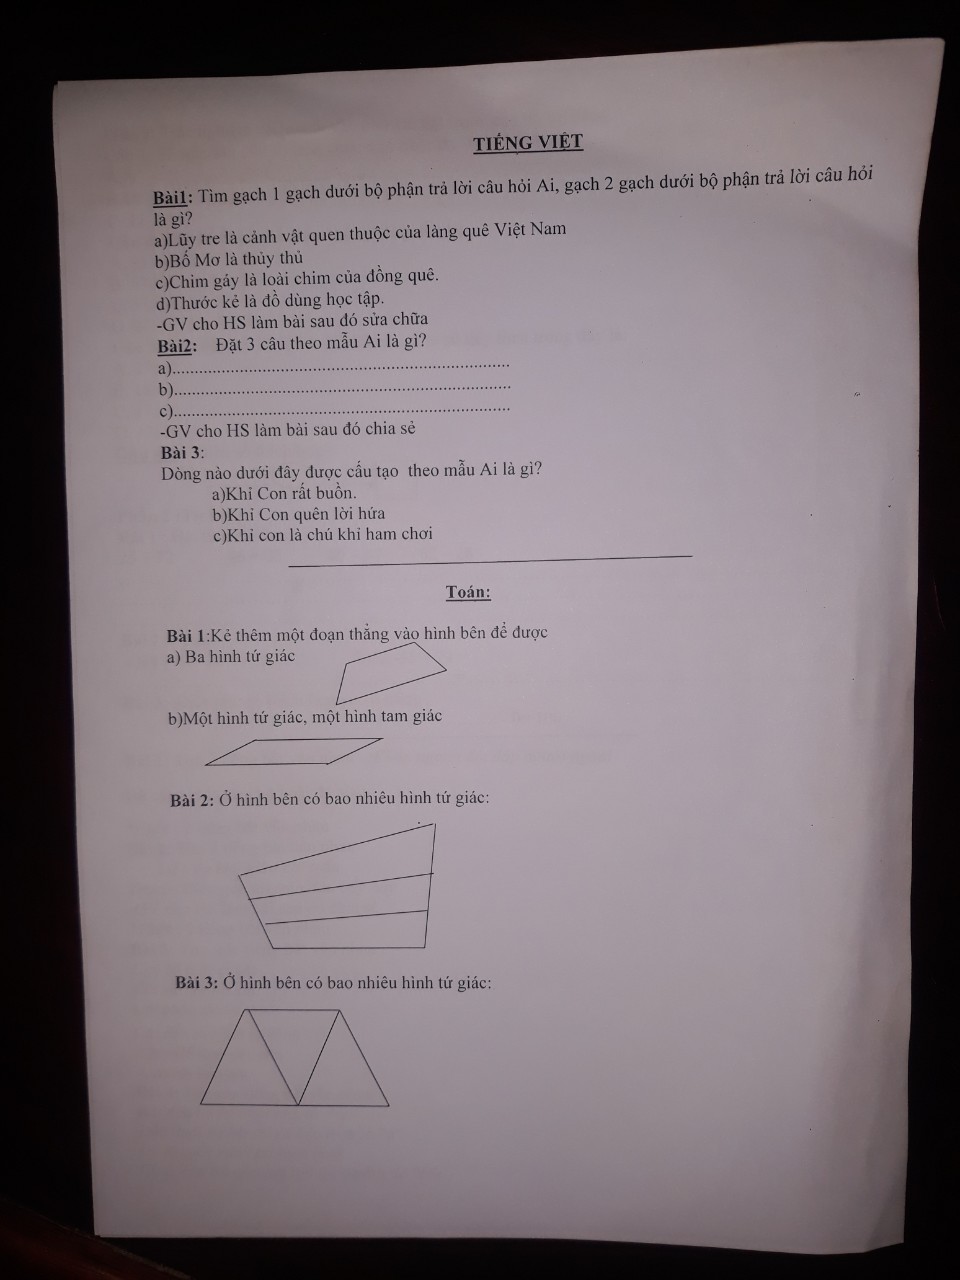 TIẾNG VIỆT
Bài1: Tìm gạch 1 gạch dưới bộ phận trả lời câu hỏi Ai, gạch 2 gạch dưới bộ phận trả lời câu hỏi
là gì?
a)Lũy tre là cảnh vật quen thuộc của làng quê Việt Nam
b)Bố Mơ là thủy thủ
c)Chim gáy là loài chim của đồng quê.
d)Thước kẻ là đồ dùng học tập.
-GV cho HS làm bài sau đó sửa chữa
Bài2: Đặt 3 câu theo mẫu Ai là gì?
a)...........................................................................
b)...........................................................................
c)...........................................................................
-GV cho HS làm bài sau đó chia sẻ
Bài 3:
Dòng nào dưới đây được cấu tạo theo mẫu Ai là gì?
a)Khỉ Con rất buồn.
b)Khỉ Con quên lời hứa
c)Khỉ con là chú khỉ ham chơi
Toán:
Bài 1:Kẻ thêm một đoạn thẳng vào hình bên để được
a) Ba hình tứ giác
b)Một hình tứ giác, một hình tam giác
Bài 2: Ở hình bên có bao nhiêu hình tứ giác:
Bài 3: Ở hình bên có bao nhiêu hình tứ giác: